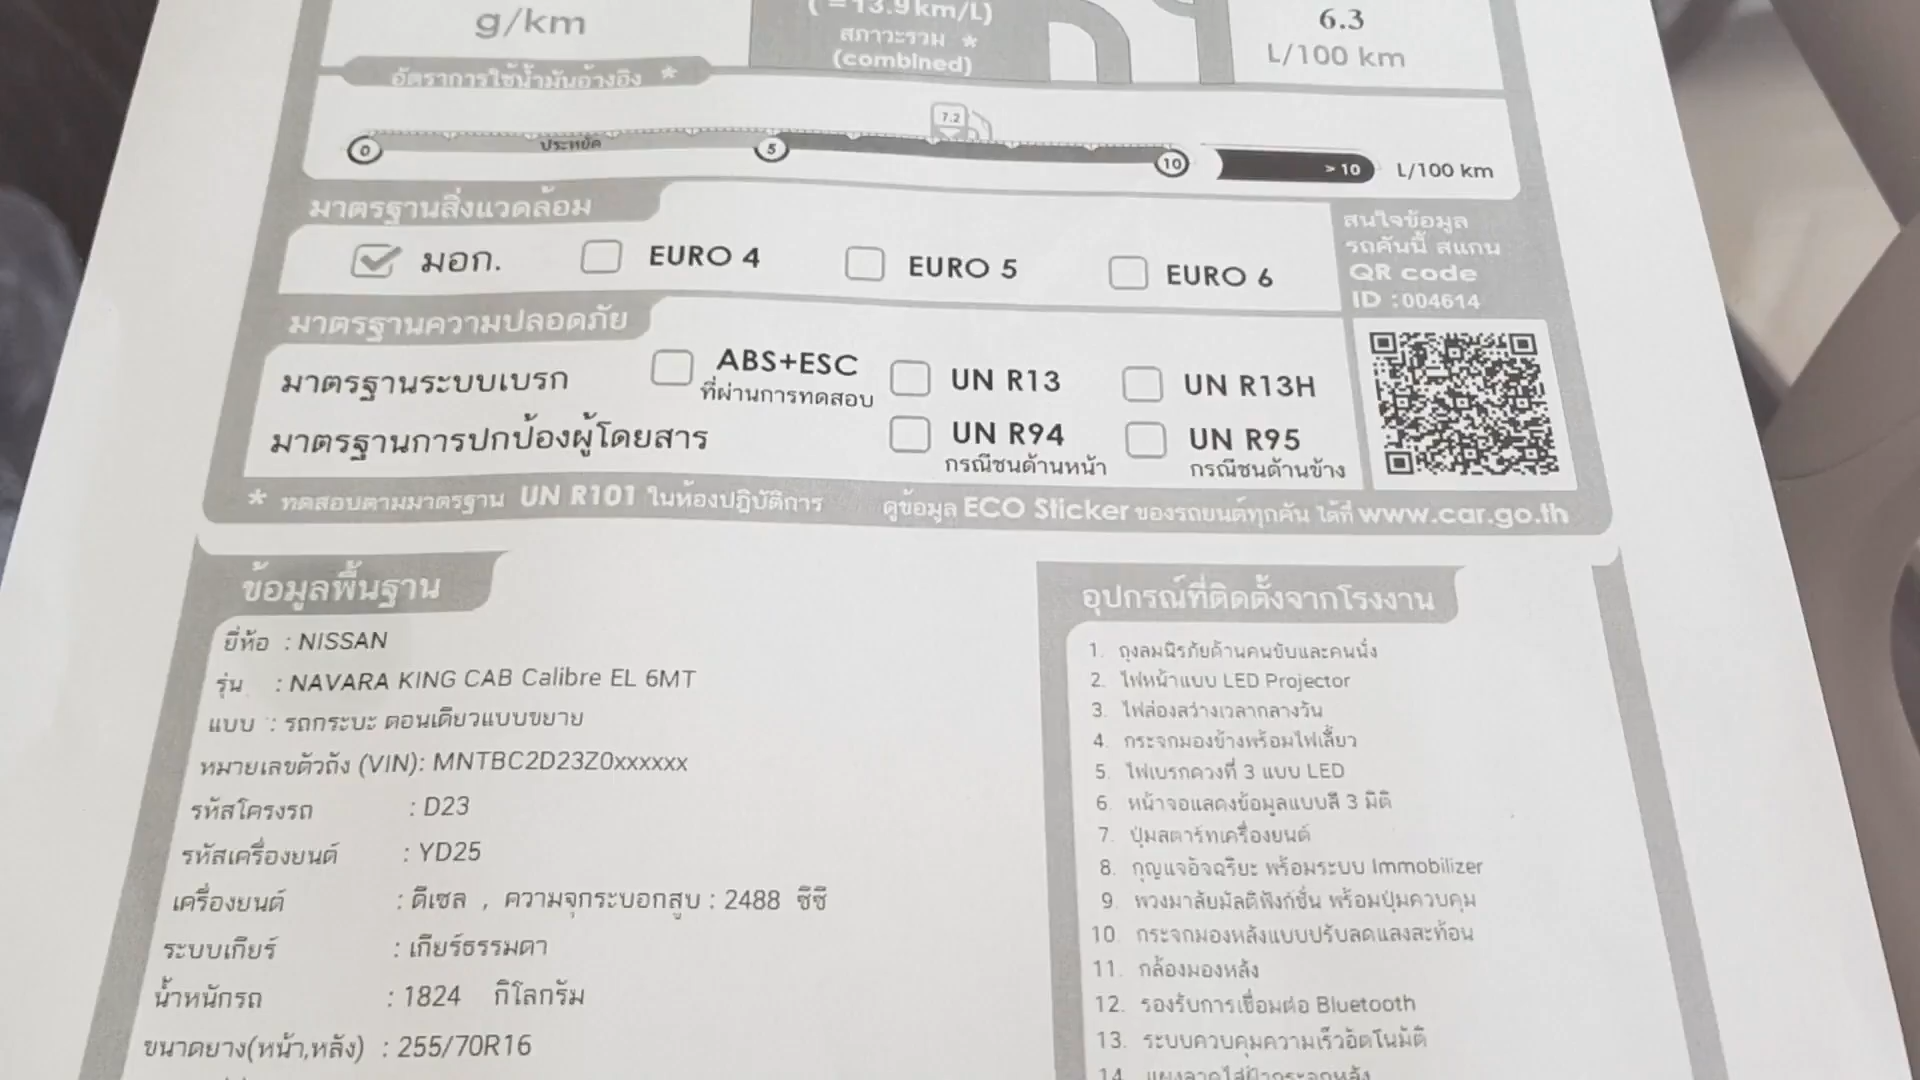 g/km
( = 13.9 km/L)
สภาวะรวม *
(combined)
6.3
L/100 km
อัตราการใช้น้ำมันอ้างอิง *
7.2
0
ประหยัด
5
10
> 10
L/100 km
มาตรฐานสิ่งแวดล้อม
มอก.
EURO 4
EURO 5
EURO 6
สนใจข้อมูล
รถคันนี้ สแกน
QR code
ID : 004614
มาตรฐานความปลอดภัย
มาตรฐานระบบเบรก
ABS+ESC
ที่ผ่านการทดสอบ
UN R13
UN R13H
มาตรฐานการปกป้องผู้โดยสาร
UN R94
กรณีชนด้านหน้า
UN R95
กรณีชนด้านข้าง
* ทดสอบตามมาตรฐาน UN R101 ในห้องปฏิบัติการ
ดูข้อมูล ECO Sticker ของรถยนต์ทุกคัน ได้ที่ www.car.go.th
ข้อมูลพื้นฐาน
ยี่ห้อ : NISSAN
รุ่น : NAVARA KING CAB Calibre EL 6MT
แบบ : รถกระบะ ตอนเดียวแบบขยาย
หมายเลขตัวถัง (VIN): MNTBC2D23Z0xxxxxx
รหัสโครงรถ : D23
รหัสเครื่องยนต์ : YD25
เครื่องยนต์ : ดีเซล , ความจุกระบอกสูบ : 2488 ซีซี
ระบบเกียร์ : เกียร์ธรรมดา
น้ำหนักรถ : 1824 กิโลกรัม
ขนาดยาง(หน้า,หลัง) : 255/70R16
อุปกรณ์ที่ติดตั้งจากโรงงาน
1. ถุงลมนิรภัยด้านคนขับและคนนั่ง
2. ไฟหน้าแบบ LED Projector
3. ไฟส่องสว่างเวลากลางวัน
4. กระจกมองข้างพร้อมไฟเลี้ยว
5. ไฟเบรกดวงที่ 3 แบบ LED
6. หน้าจอแสดงข้อมูลแบบสี 3 มิติ
7. ปุ่มสตาร์ทเครื่องยนต์
8. กุญแจอัจฉริยะ พร้อมระบบ Immobilizer
9. พวงมาลัยมัลติฟังก์ชั่น พร้อมปุ่มควบคุม
10. กระจกมองหลังแบบปรับลดแสงสะท้อน
11. กล้องมองหลัง
12. รองรับการเชื่อมต่อ Bluetooth
13. ระบบควบคุมความเร็วอัตโนมัติ
14